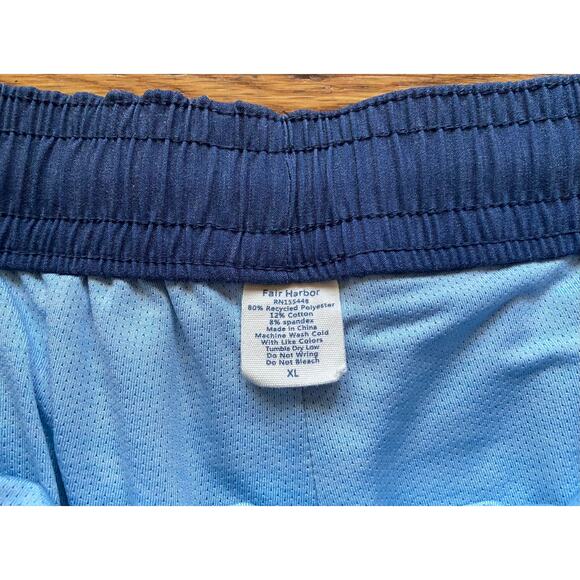 Fair Harbor
RN155448
80% Recycled Polyester
12% Cotton
8% spandex
Made in China
Machine Wash Cold
With Like Colors
Tumble Dry Low
Do Not Wring
Do Not Bleach
XL